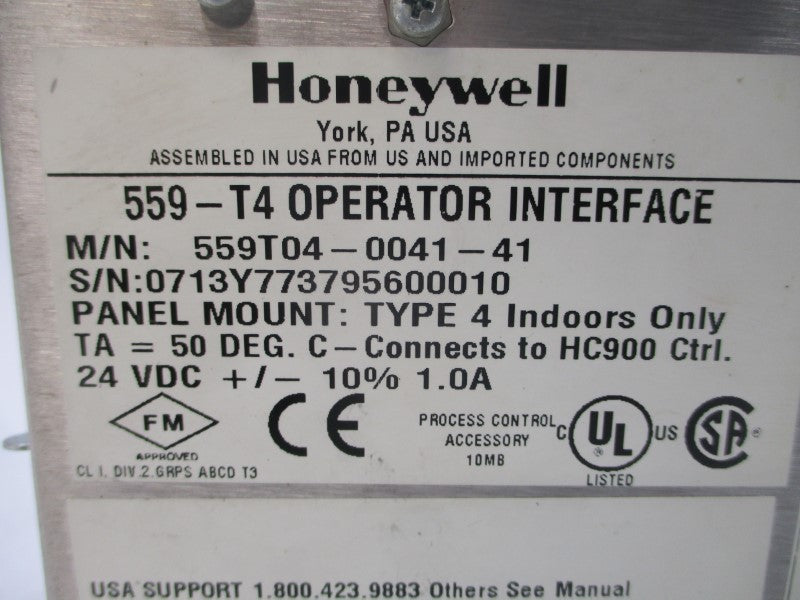 Honeywell
York, PA USA
ASSEMBLED IN USA FROM US AND IMPORTED COMPONENTS
559-T4 OPERATOR INTERFACE
M/N: 559T04-0041-41
S/N:0713Y773795600010
PANEL MOUNT: TYPE 4 Indoors Only
TA = 50 DEG. C-Connects to HC900 Ctrl.
24 VDC +/- 10% 1.0A
FM
APPROVED
CL I, DIV.2,GRPS ABCD T3
CE
PROCESS CONTROL
ACCESSORY
10MB
C UL ® US
LISTED
SA ®
USA SUPPORT 1.800.423.9883 Others See Manual